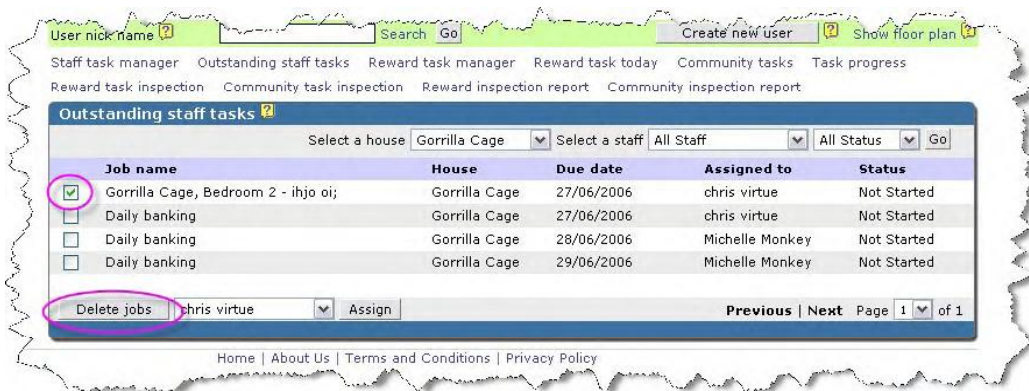 User nick name ? Search Go Create new user ? Show floor plan ?
Staff task manager Outstanding staff tasks Reward task manager Reward task today Community tasks Task progress
Reward task inspection Community task inspection Reward inspection report Community inspection report
Outstanding staff tasks ?
Select a house Gorrilla Cage Select a staff All Staff All Status Go
Job name House Due date Assigned to Status
Gorrilla Cage, Bedroom 2 - ihjo oi; Gorrilla Cage 27/06/2006 chris virtue Not Started
Daily banking Gorrilla Cage 27/06/2006 chris virtue Not Started
Daily banking Gorrilla Cage 28/06/2006 Michelle Monkey Not Started
Daily banking Gorrilla Cage 29/06/2006 Michelle Monkey Not Started
Delete jobs chris virtue Assign Previous | Next Page 1 of 1
Home | About Us | Terms and Conditions | Privacy Policy